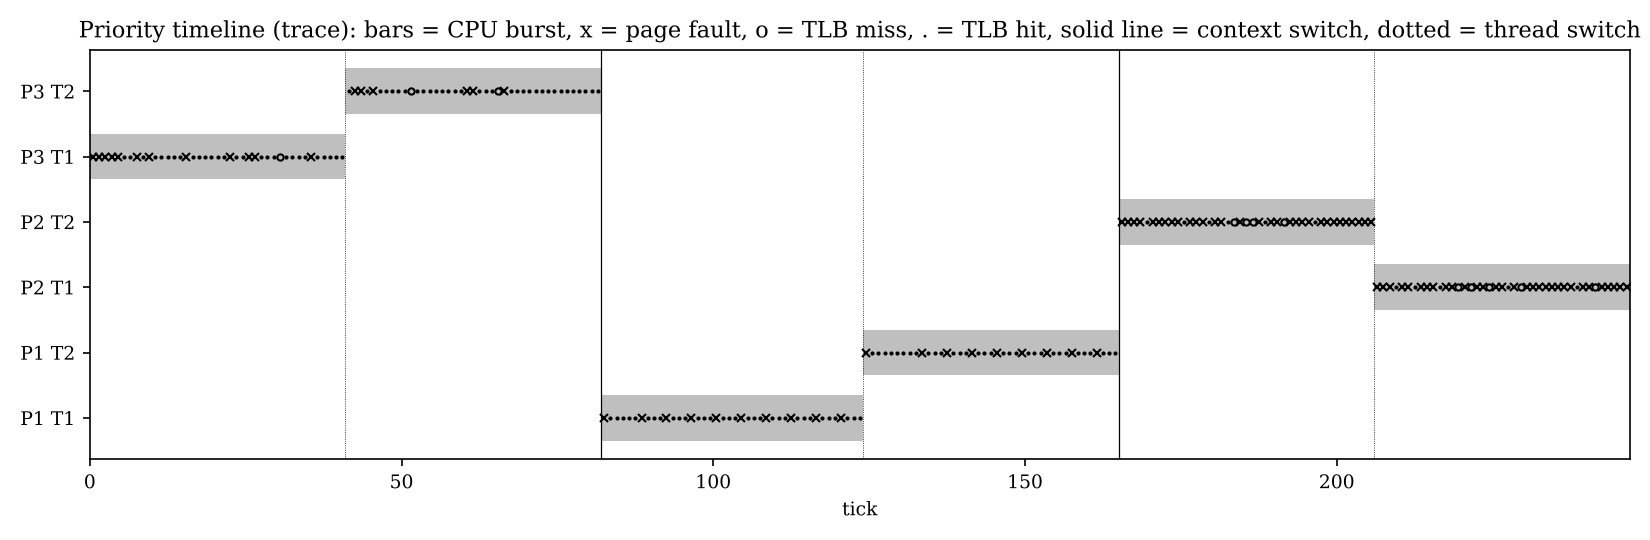 Priority timeline (trace): bars = CPU burst, x = page fault, o = TLB miss, . = TLB hit, solid line = context switch, dotted = thread switch
P3 T2
P3 T1
P2 T2
P2 T1
P1 T2
P1 T1
0 50 100 150 200
tick